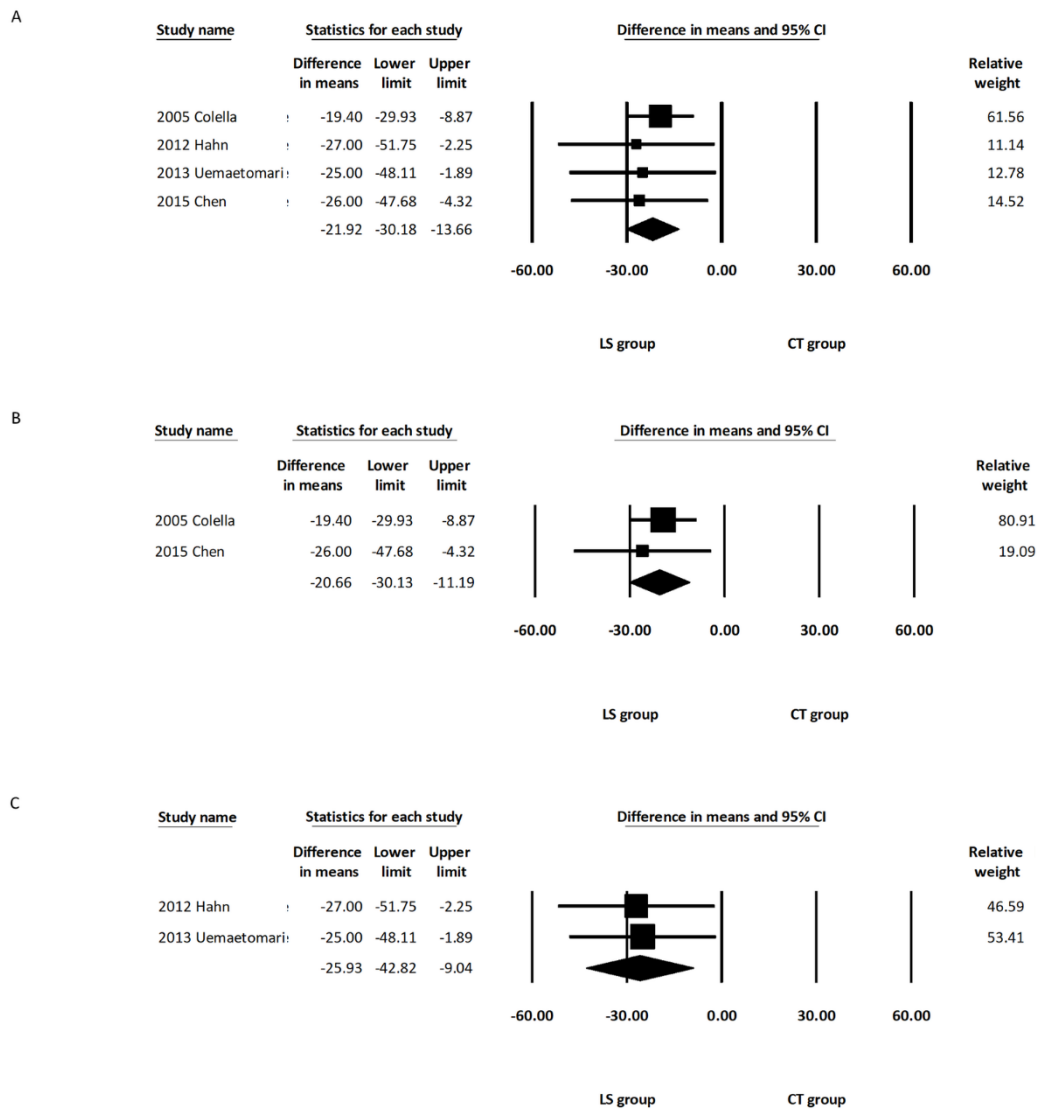 A
Study name Statistics for each study Difference in means and 95% CI
Difference Lower Upper Relative
in means limit limit weight
2005 Colella -19.40 -29.93 -8.87 61.56
2012 Hahn -27.00 -51.75 -2.25 11.14
2013 Uemaetomari -25.00 -48.11 -1.89 12.78
2015 Chen -26.00 -47.68 -4.32 14.52
-21.92 -30.18 -13.66
-60.00 -30.00 0.00 30.00 60.00
LS group CT group
B
Study name Statistics for each study Difference in means and 95% CI
Difference Lower Upper Relative
in means limit limit weight
2005 Colella -19.40 -29.93 -8.87 80.91
2015 Chen -26.00 -47.68 -4.32 19.09
-20.66 -30.13 -11.19
-60.00 -30.00 0.00 30.00 60.00
LS group CT group
C
Study name Statistics for each study Difference in means and 95% CI
Difference Lower Upper Relative
in means limit limit weight
2012 Hahn -27.00 -51.75 -2.25 46.59
2013 Uemaetomari -25.00 -48.11 -1.89 53.41
-25.93 -42.82 -9.04
-60.00 -30.00 0.00 30.00 60.00
LS group CT group